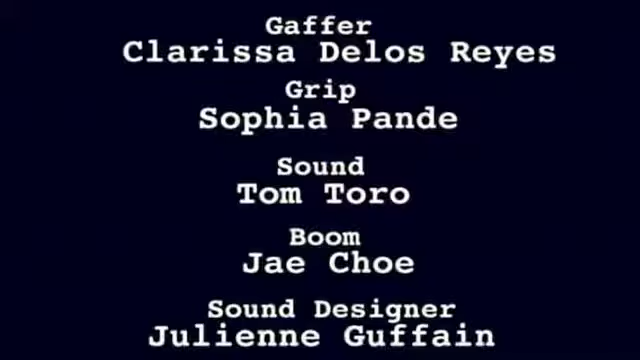 Gaffer
Clarissa Delos Reyes
Grip
Sophia Pande
Sound
Tom Toro
Boom
Jae Choe
Sound Designer
Julienne Guffain